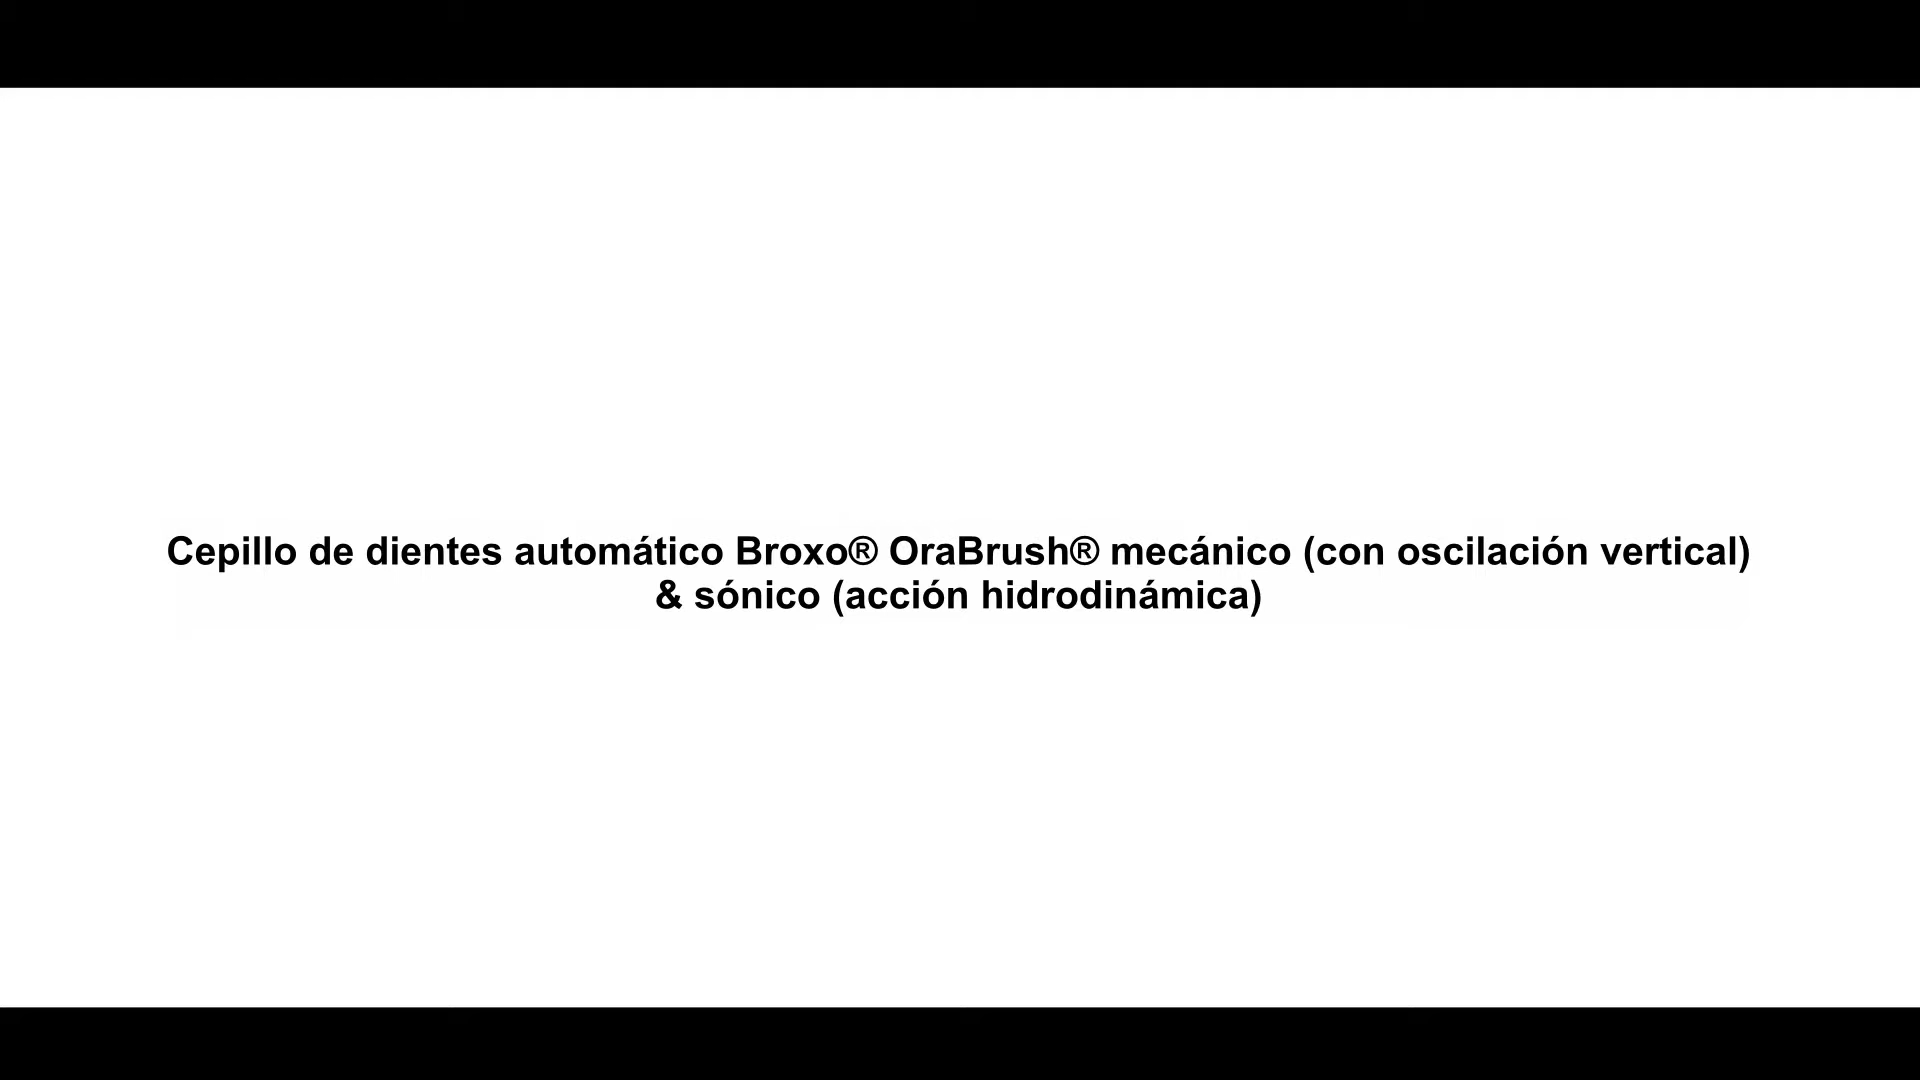 Cepillo de dientes automático Broxo® OraBrush® mecánico (con oscilación vertical)
& sónico (acción hidrodinámica)